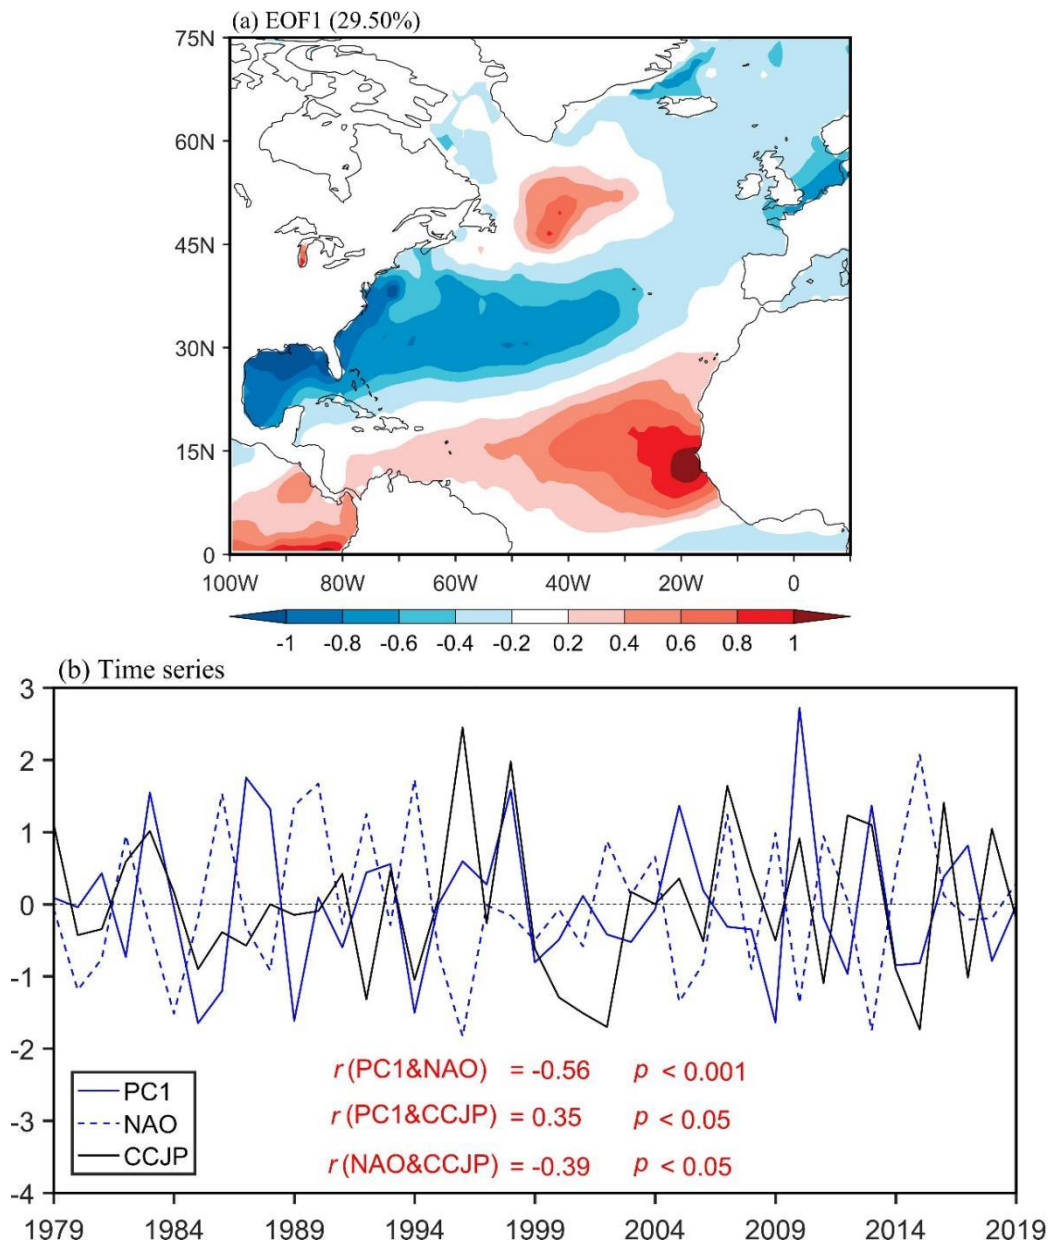 (a) EOF1 (29.50%)
75N
60N
45N
30N
15N
0
100W 80W 60W 40W 20W 0
-1 -0.8 -0.6 -0.4 -0.2 0.2 0.4 0.6 0.8 1
(b) Time series
3
2
1
0
-1
-2
r(PC1&NAO) = -0.56 p < 0.001
PC1
-3
r(PC1&CCJP) = 0.35 p < 0.05
NAO
CCJP
r(NAO&CCJP) = -0.39 p < 0.05
-4
1979 1984 1989 1994 1999 2004 2009 2014 2019